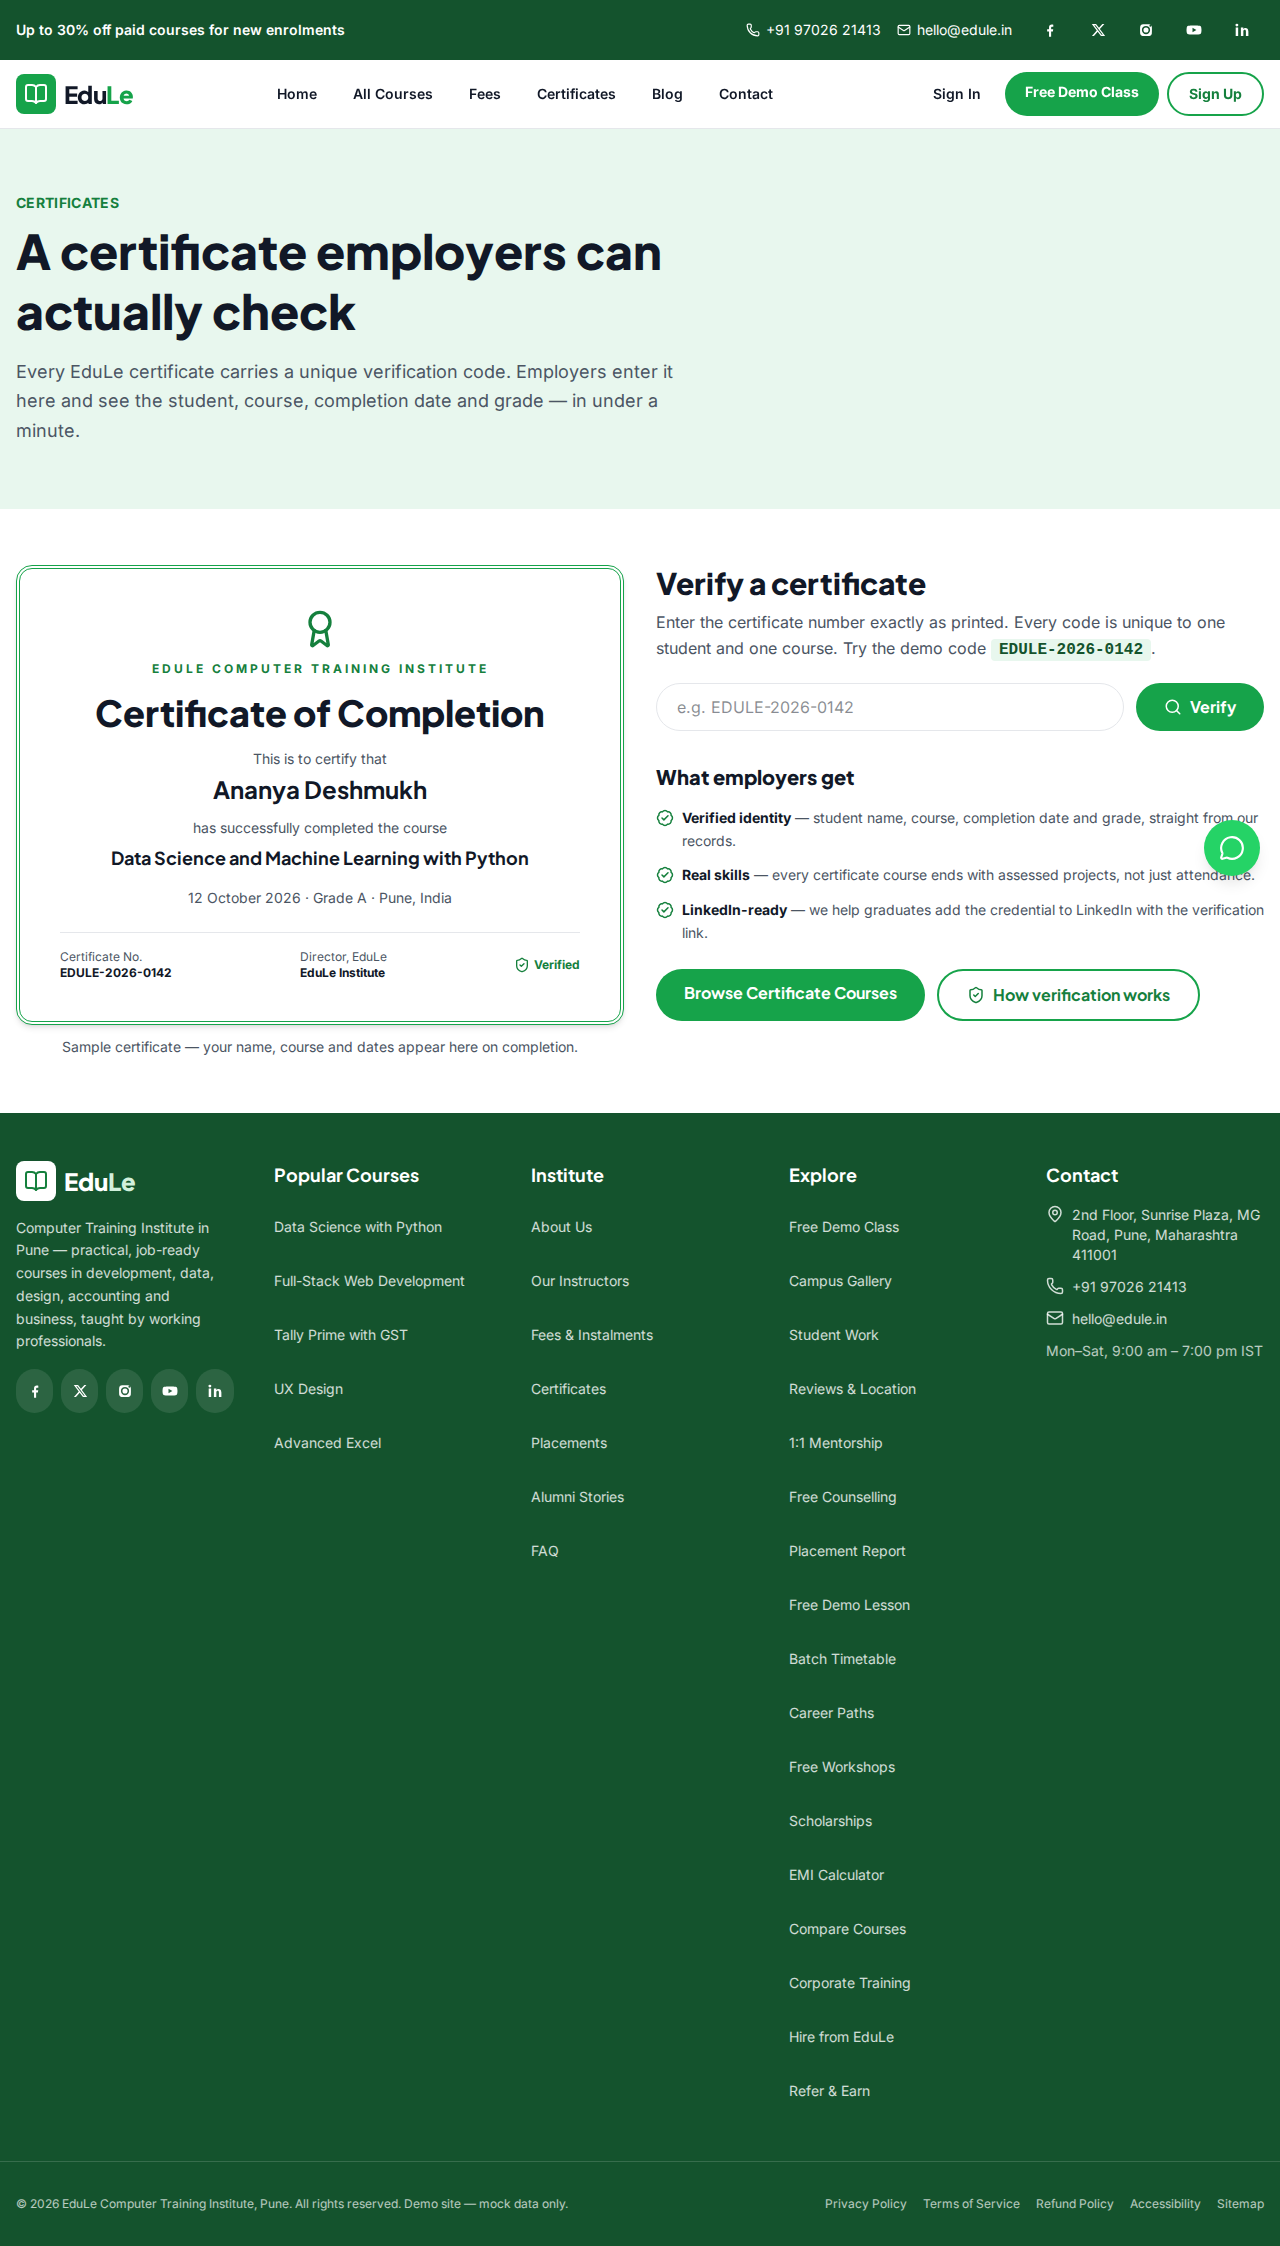 Up to 30% off paid courses for new enrolments
+91 97026 21413
hello@edule.in
EduLe
Home
All Courses
Fees
Certificates
Blog
Contact
Sign In
Free Demo Class
Sign Up
CERTIFICATES
A certificate employers can
actually check
Every EduLe certificate carries a unique verification code. Employers enter it
here and see the student, course, completion date and grade — in under a
minute.
EDULE COMPUTER TRAINING INSTITUTE
Certificate of Completion
This is to certify that
Ananya Deshmukh
has successfully completed the course
Data Science and Machine Learning with Python
12 October 2026 · Grade A · Pune, India
Certificate No.
EDULE-2026-0142
Director, EduLe
EduLe Institute
Verified
Sample certificate — your name, course and dates appear here on completion.
Verify a certificate
Enter the certificate number exactly as printed. Every code is unique to one
student and one course. Try the demo code EDULE-2026-0142.
e.g. EDULE-2026-0142
Verify
What employers get
Verified identity — student name, course, completion date and grade, straight from our
records.
Real skills — every certificate course ends with assessed projects, not just attendance.
LinkedIn-ready — we help graduates add the credential to LinkedIn with the verification
link.
Browse Certificate Courses
How verification works
EduLe
Computer Training Institute in
Pune — practical, job-ready
courses in development, data,
design, accounting and
business, taught by working
professionals.
Popular Courses
Data Science with Python
Full-Stack Web Development
Tally Prime with GST
UX Design
Advanced Excel
Institute
About Us
Our Instructors
Fees & Instalments
Certificates
Placements
Alumni Stories
FAQ
Explore
Free Demo Class
Campus Gallery
Student Work
Reviews & Location
1:1 Mentorship
Free Counselling
Placement Report
Free Demo Lesson
Batch Timetable
Career Paths
Free Workshops
Scholarships
EMI Calculator
Compare Courses
Corporate Training
Hire from EduLe
Refer & Earn
Contact
2nd Floor, Sunrise Plaza, MG
Road, Pune, Maharashtra
411001
+91 97026 21413
hello@edule.in
Mon–Sat, 9:00 am – 7:00 pm IST
© 2026 EduLe Computer Training Institute, Pune. All rights reserved. Demo site — mock data only.
Privacy Policy
Terms of Service
Refund Policy
Accessibility
Sitemap